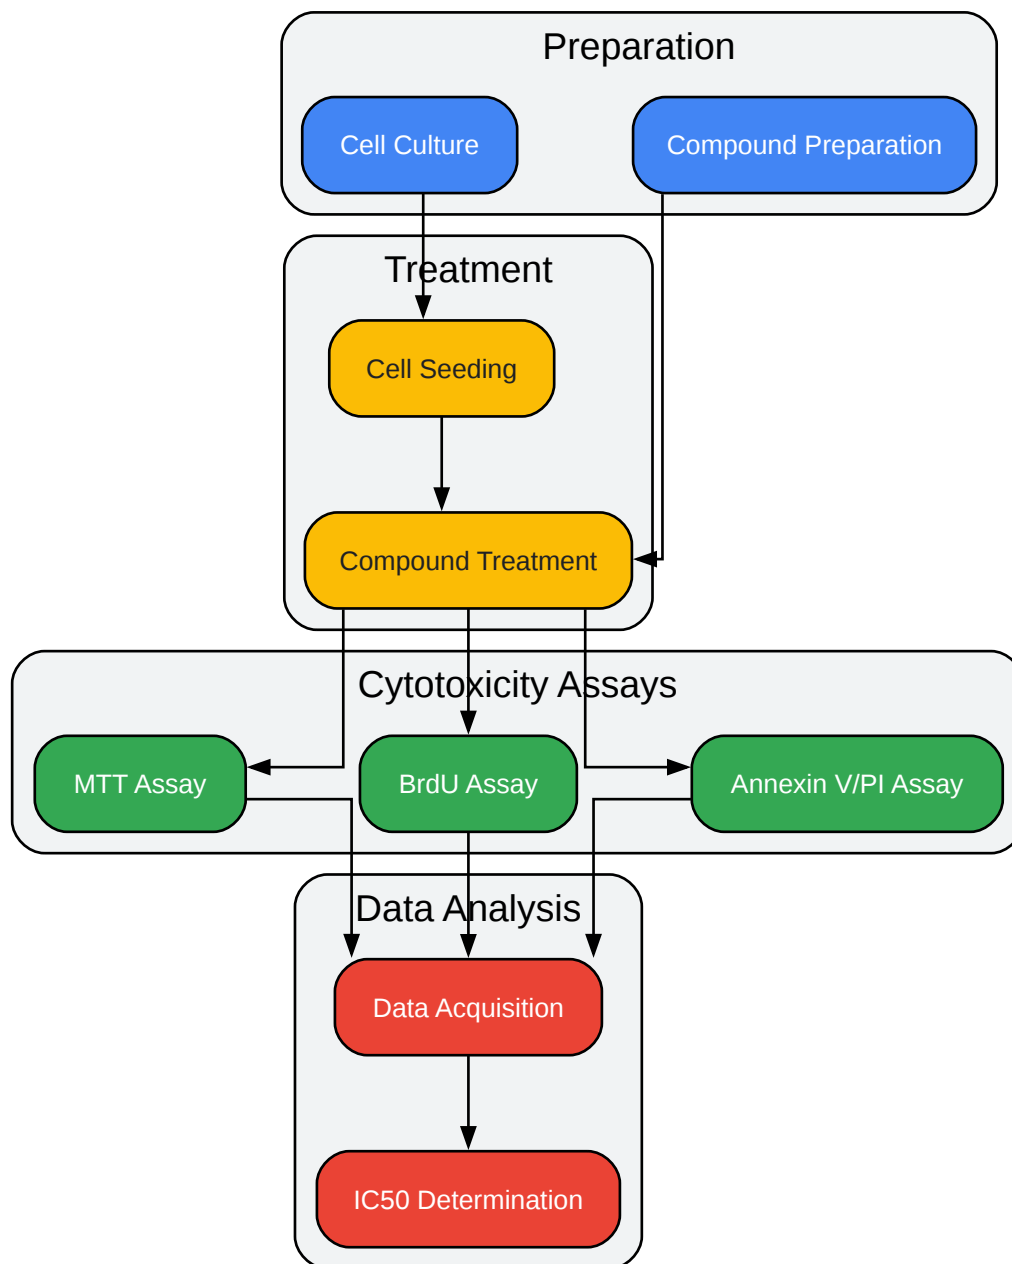 Preparation
Cell Culture
Compound Preparation
Treatment
Cell Seeding
Compound Treatment
Cytotoxicity Assays
MTT Assay
BrdU Assay
Annexin V/PI Assay
Data Analysis
Data Acquisition
IC50 Determination